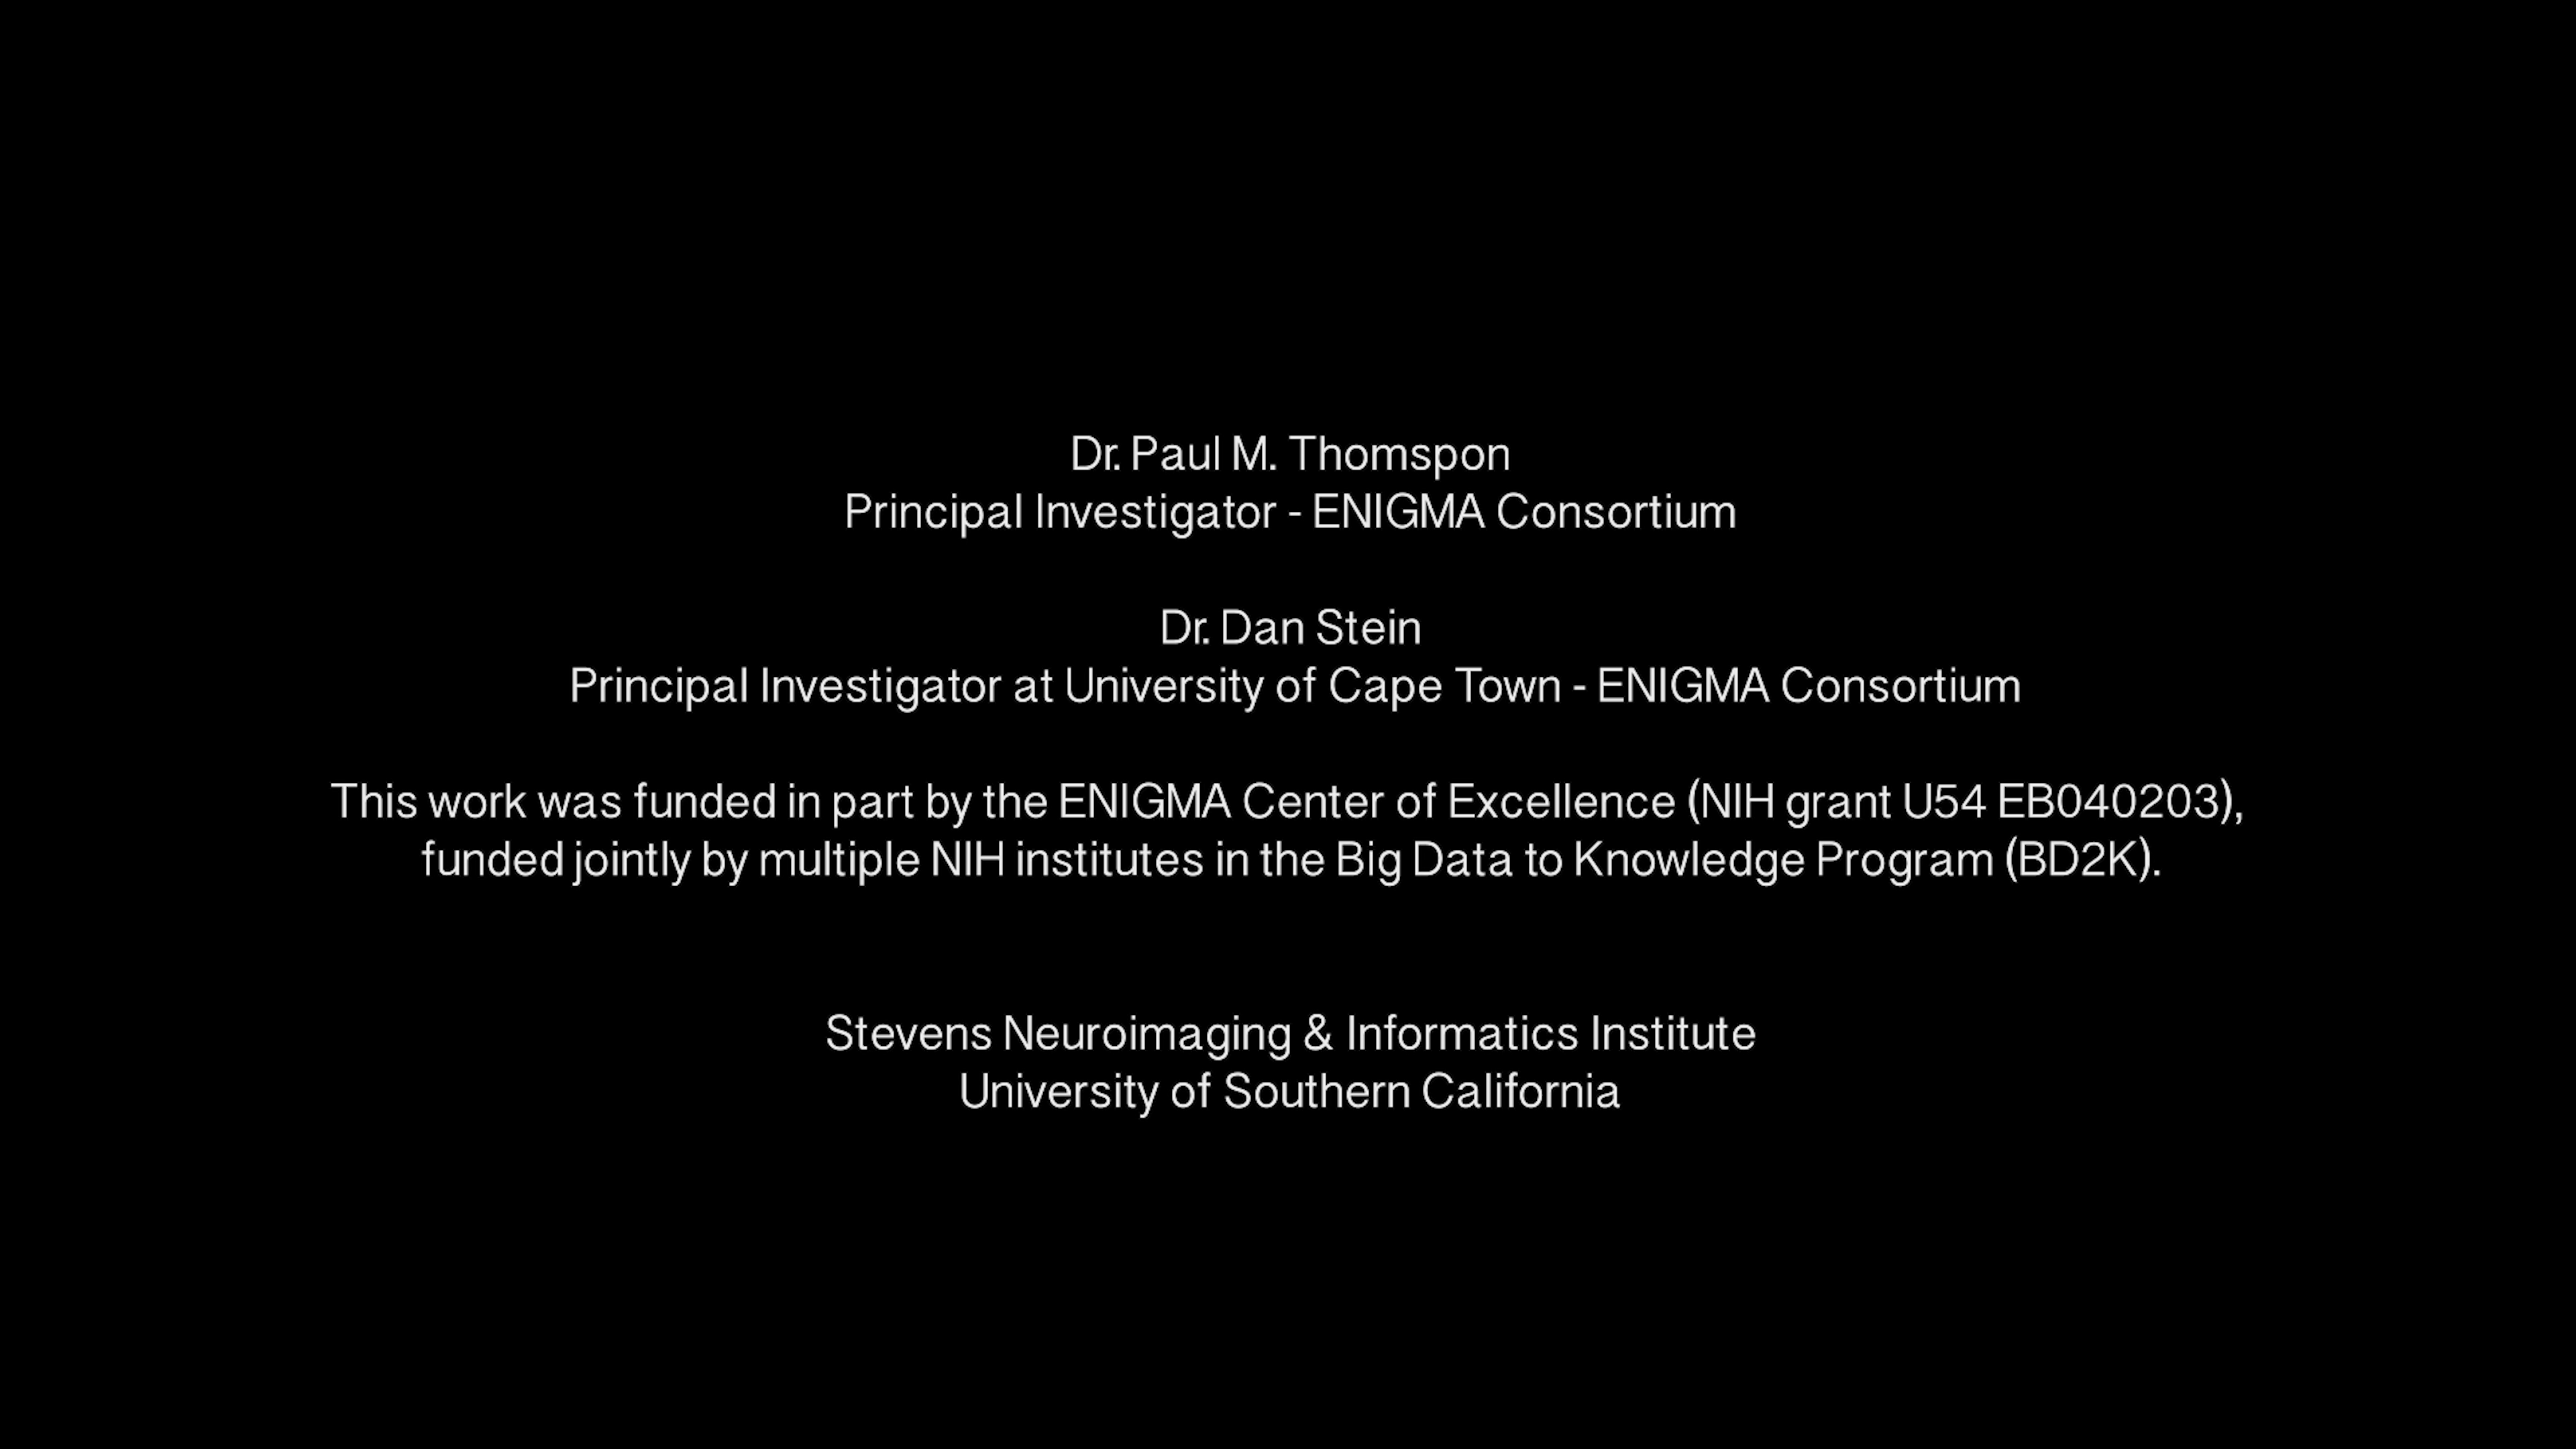 Dr. Paul M. Thomspon
Principal Investigator - ENIGMA Consortium
Dr. Dan Stein
Principal Investigator at University of Cape Town - ENIGMA Consortium
This work was funded in part by the ENIGMA Center of Excellence (NIH grant U54 EB040203),
funded jointly by multiple NIH institutes in the Big Data to Knowledge Program (BD2K).
Stevens Neuroimaging & Informatics Institute
University of Southern California